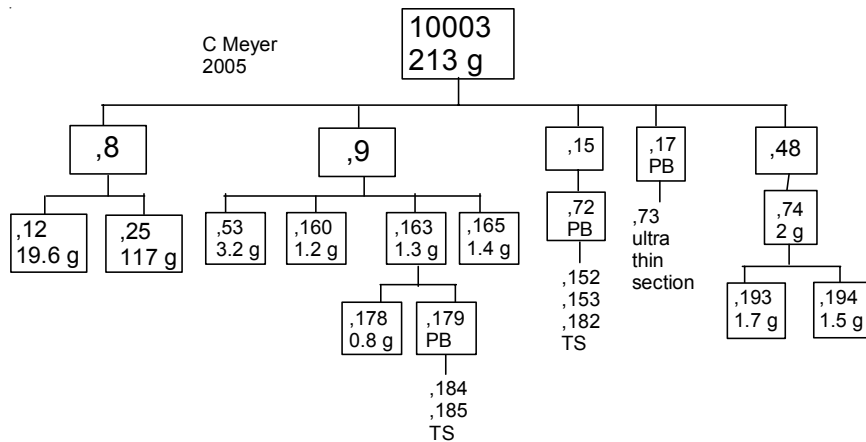 C Meyer
2005
10003
213 g
,8
,9
,15
,17
PB
,48
,12
19.6 g
,25
117 g
,53
3.2 g
,160
1.2 g
,163
1.3 g
,165
1.4 g
,72
PB
,73
ultra
thin
section
,74
2 g
,178
0.8 g
,179
PB
,152
,153
,182
TS
,193
1.7 g
,194
1.5 g
,184
,185
TS